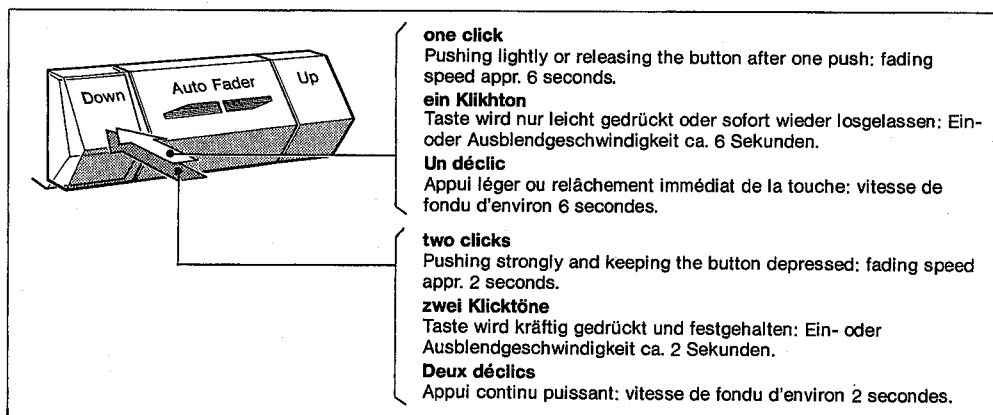 Down
Auto Fader
Up
one click
Pushing lightly or releasing the button after one push: fading
speed appr. 6 seconds.
ein Klikhton
Taste wird nur leicht gedrückt oder sofort wieder losgelassen: Ein-
oder Ausblendgeschwindigkeit ca. 6 Sekunden.
Un déclic
Appui léger ou relâchement immédiat de la touche: vitesse de
fondu d'environ 6 secondes.
two clicks
Pushing strongly and keeping the button depressed: fading speed
appr. 2 seconds.
zwei Klicktöne
Taste wird kräftig gedrückt und festgehalten: Ein- oder
Ausblendgeschwindigkeit ca. 2 Sekunden.
Deux déclics
Appui continu puissant: vitesse de fondu d'environ 2 secondes.